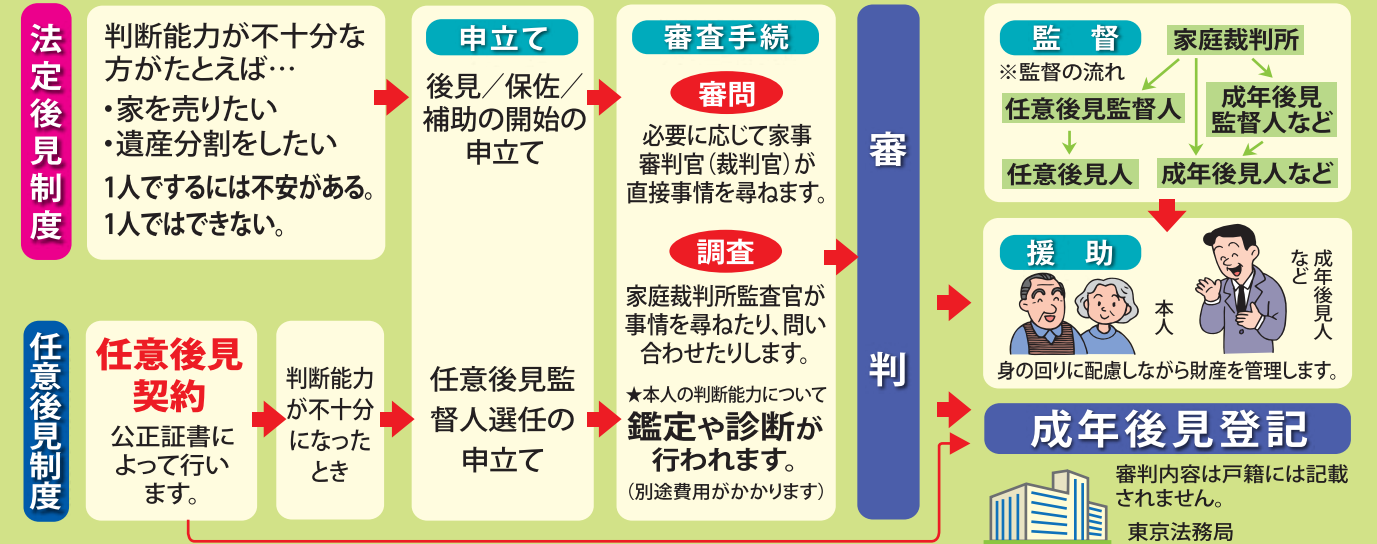 法定後見制度
判断能力が不十分な
方がたとえば…
・家を売りたい
・遺産分割をしたい
1人でするには不安がある。
1人ではできない。
申立て
後見／保佐／
補助の開始の
申立て
審査手続
審問
必要に応じて家事
審判官（裁判官）が
直接事情を尋ねます。
調査
家庭裁判所監査官が
事情を尋ねたり、問い
合わせたりします。
★本人の判断能力について
鑑定や診断が
行われます。
（別途費用がかかります）
任意後見制度
任意後見
契約
公正証書に
よって行い
ます。
判断能力
が不十分
になった
とき
任意後見監
督人選任の
申立て
審判
監督
※監督の流れ
家庭裁判所
任意後見監督人
成年後見
監督人など
任意後見人
成年後見人など
援助
本人
成年後見人
など
身の回りに配慮しながら財産を管理します。
成年後見登記
審判内容は戸籍には記載
されません。
東京法務局